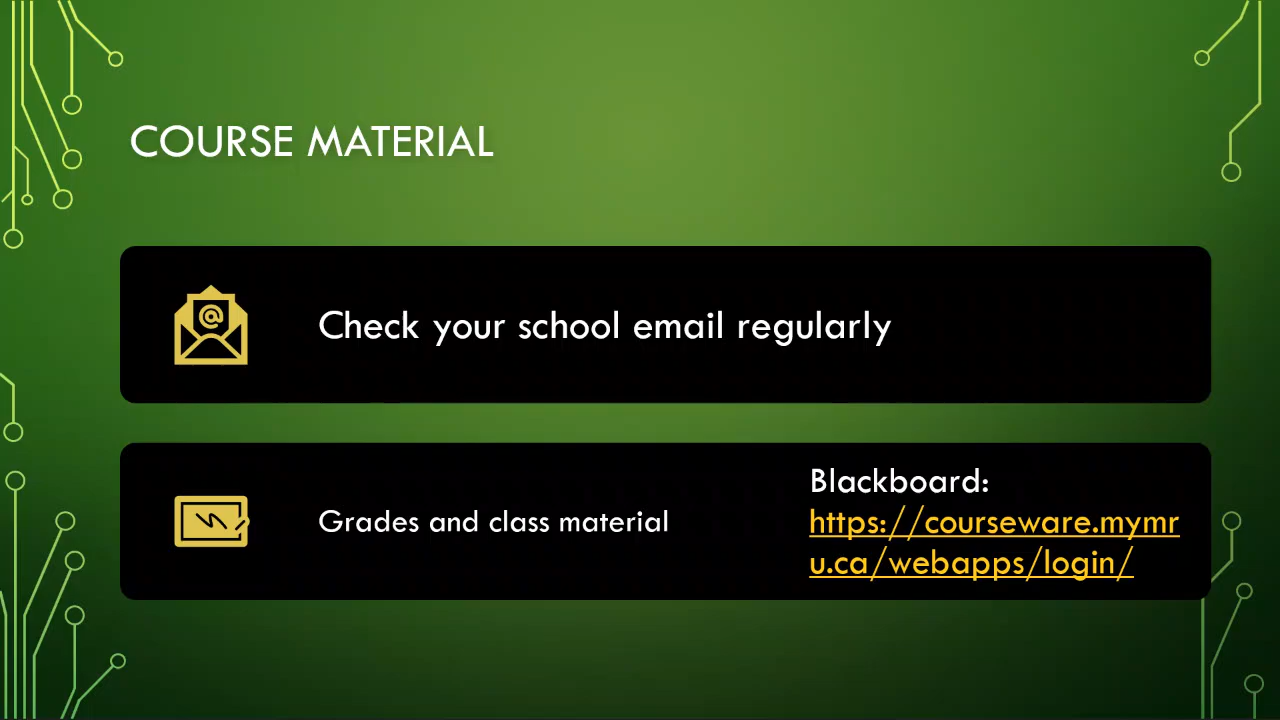 COURSE MATERIAL
@
Check your school email regularly
Grades and class material
Blackboard:
https://courseware.mymr
u.ca/webapps/login/